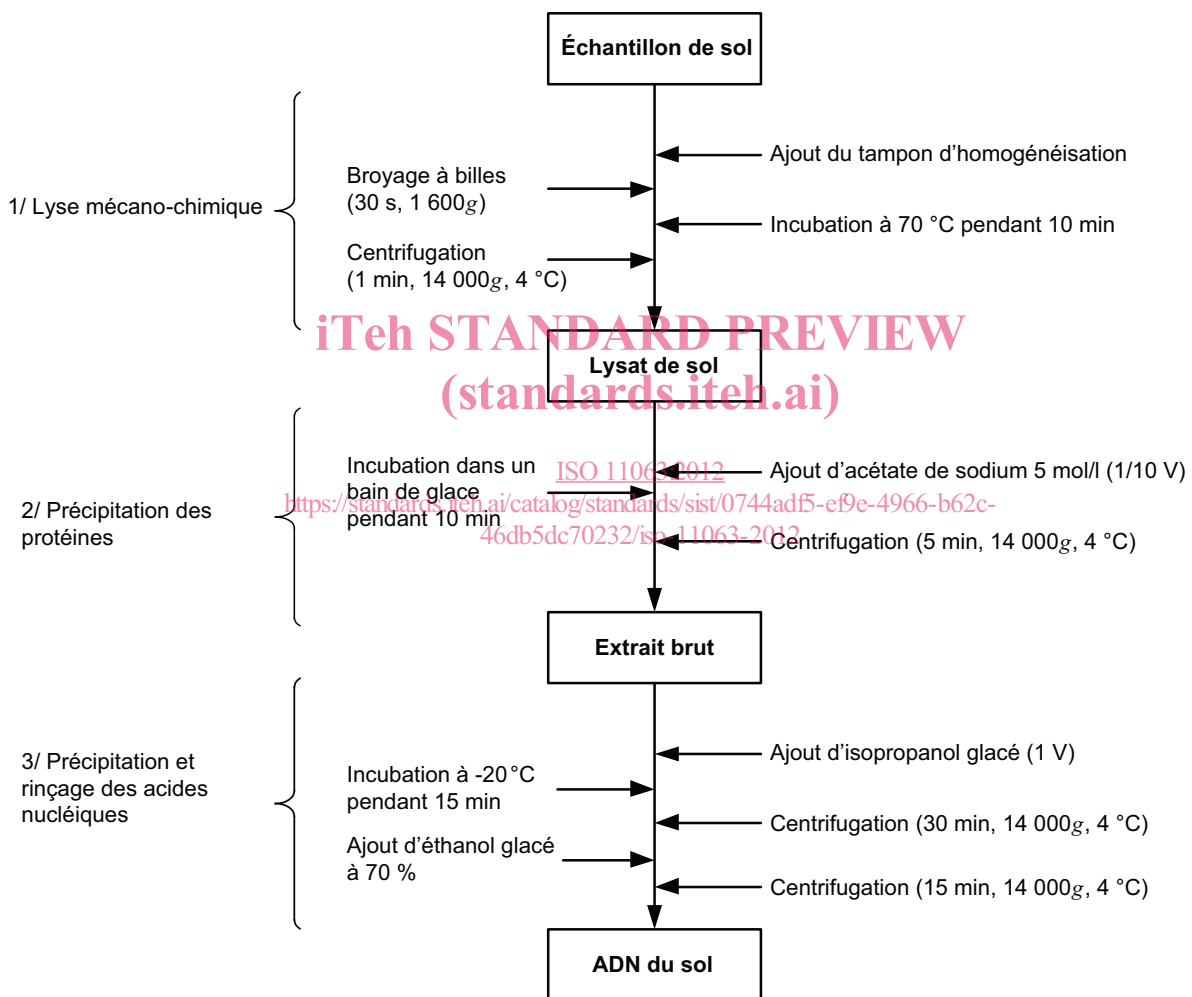 Échantillon de sol
Ajout du tampon d'homogénéisation
Broyage à billes
(30 s, 1 600g)
1/ Lyse mécano-chimique
Incubation à 70 °C pendant 10 min
Centrifugation
(1 min, 14 000g, 4 °C)
iTeh STANDARD PREVIEW
Lysat de sol
(standards.iteh.ai)
Incubation dans un
bain de glace
pendant 10 min
ISO 11063:2012
Ajout d'acétate de sodium 5 mol/l (1/10 V)
https://standards.iteh.ai/catalog/standards/sist/0744adf5-ef9e-4966-b62c-
46db5dc70232/iso-11063-2012
2/ Précipitation des
protéines
Centrifugation (5 min, 14 000g, 4 °C)
Extrait brut
Ajout d'isopropanol glacé (1 V)
3/ Précipitation et
rinçage des acides
nucléiques
Incubation à -20 °C
pendant 15 min
Centrifugation (30 min, 14 000g, 4 °C)
Ajout d'éthanol glacé
à 70 %
Centrifugation (15 min, 14 000g, 4 °C)
ADN du sol